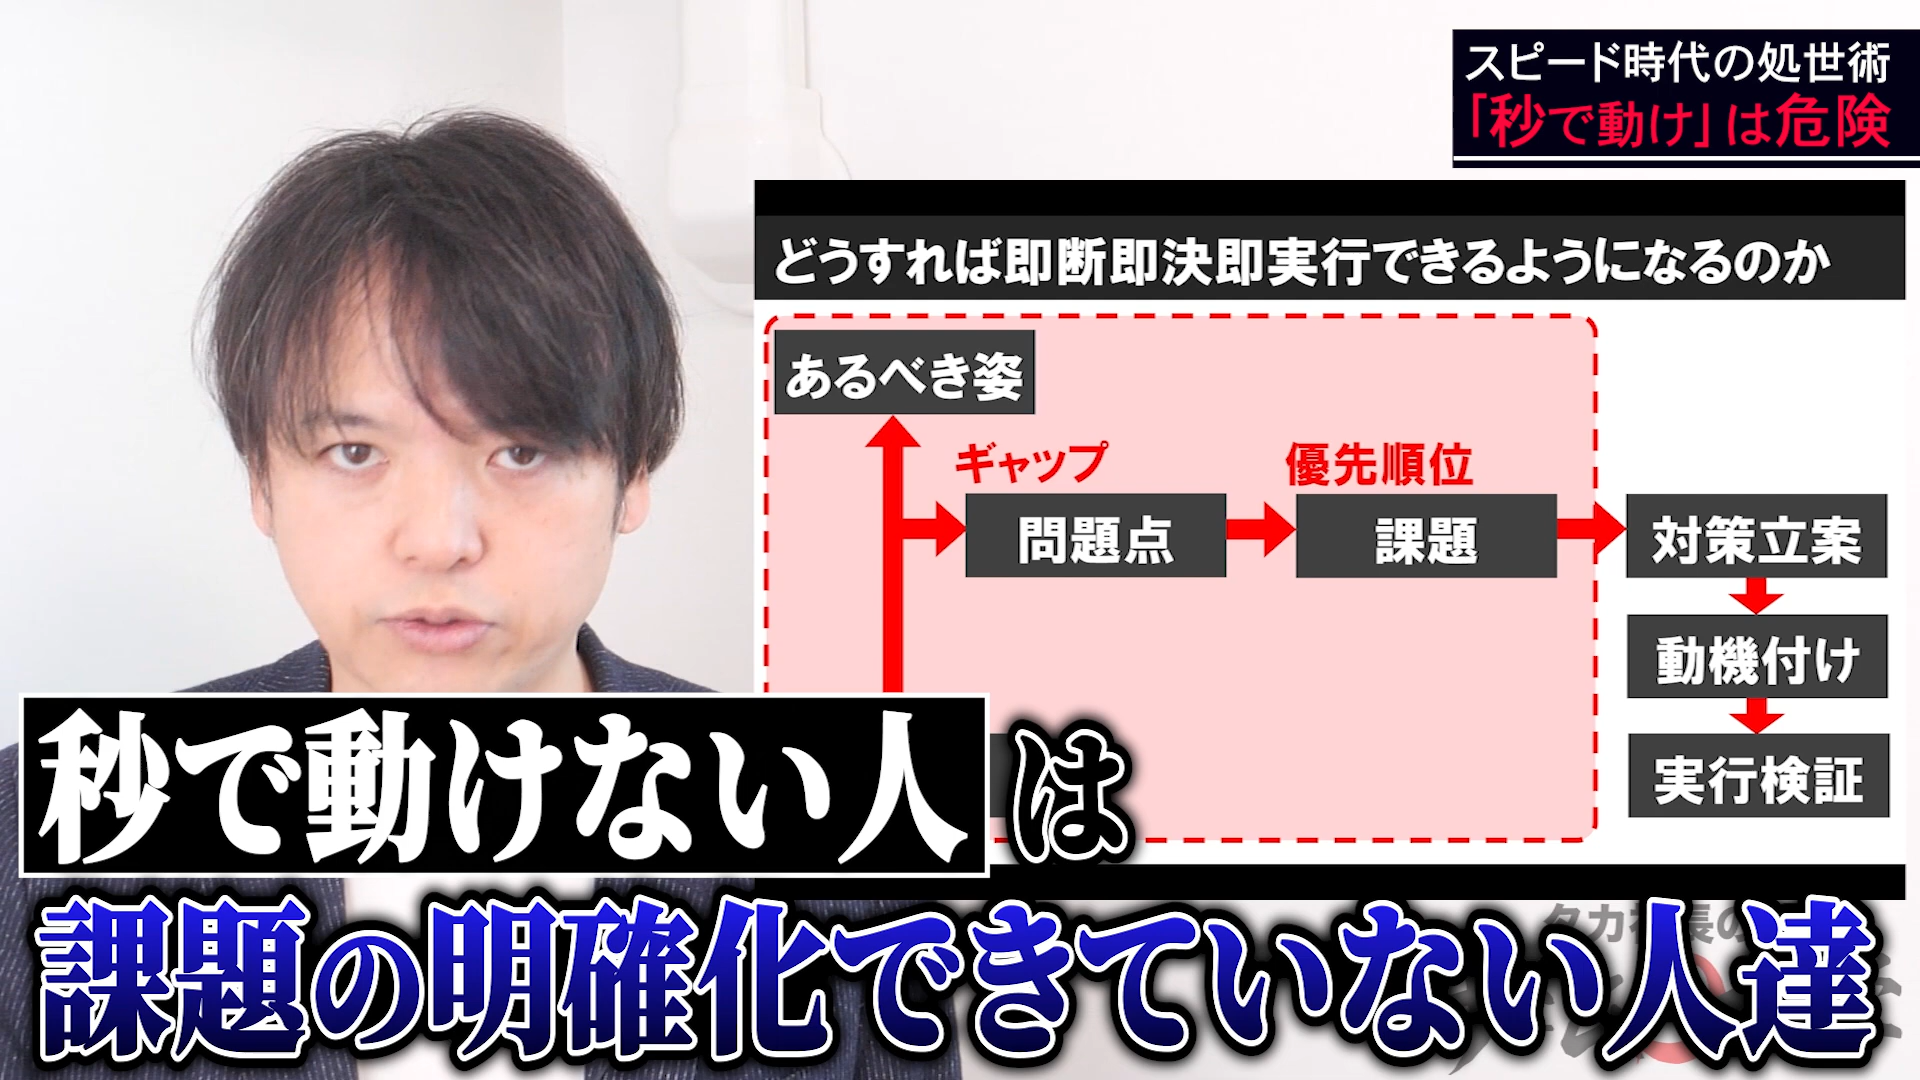 スピード時代の処世術
「秒で動け」は危険
どうすれば即断即決即実行できるようになるのか
あるべき姿
ギャップ
優先順位
問題点
課題
対策立案
動機付け
実行検証
秒で動けない人は
課題の明確化できていない人達